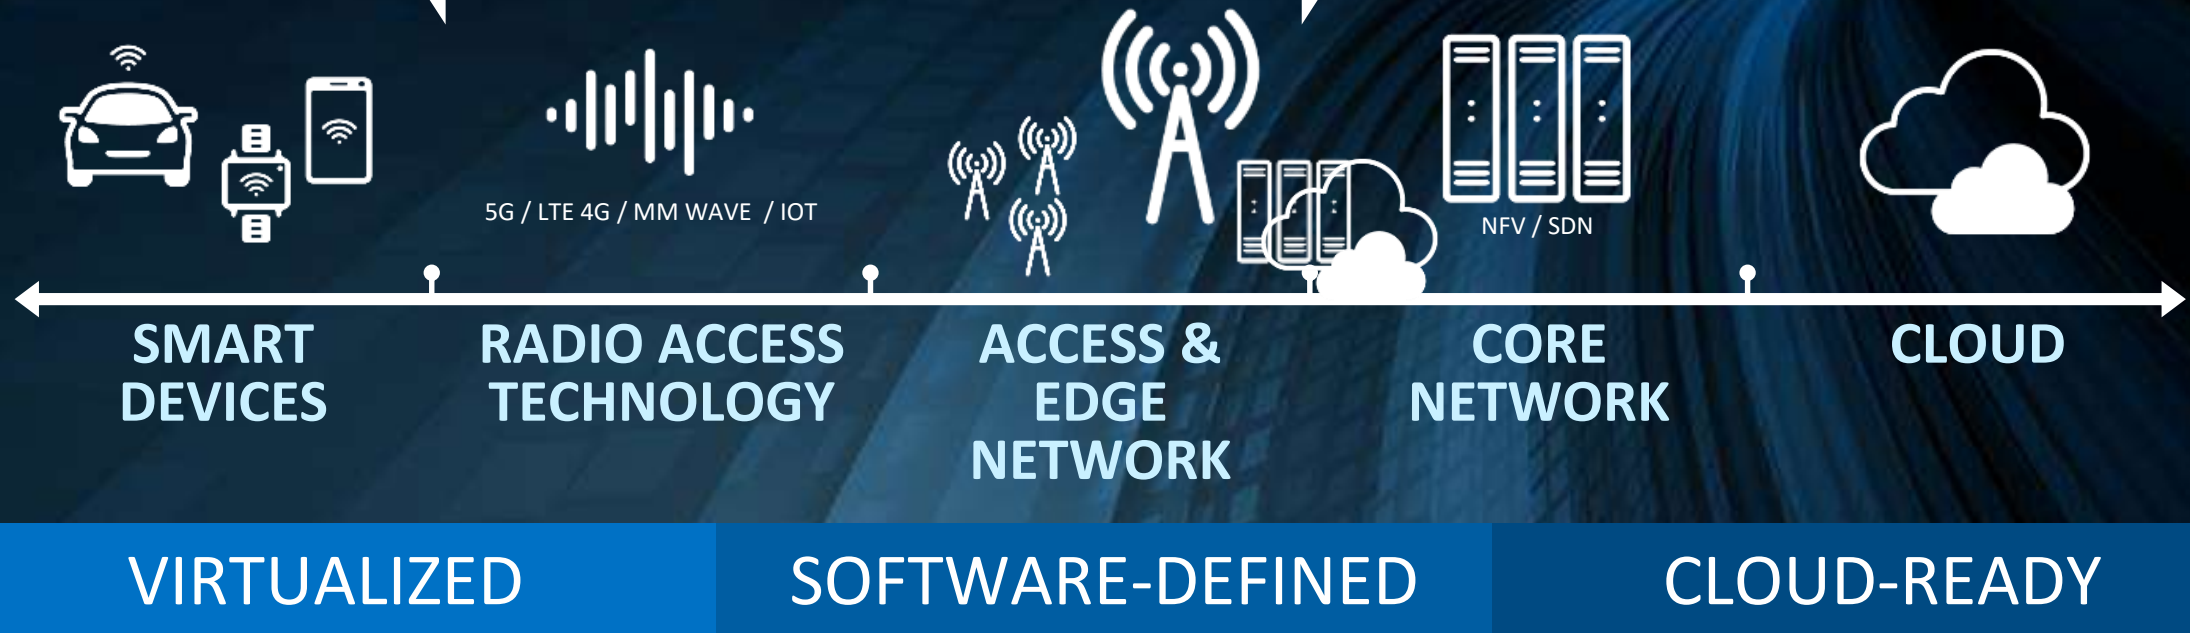 5G / LTE 4G / MM WAVE / IOT
NFV / SDN
SMART
DEVICES
RADIO ACCESS
TECHNOLOGY
ACCESS &
EDGE
NETWORK
CORE
NETWORK
CLOUD
VIRTUALIZED
SOFTWARE-DEFINED
CLOUD-READY